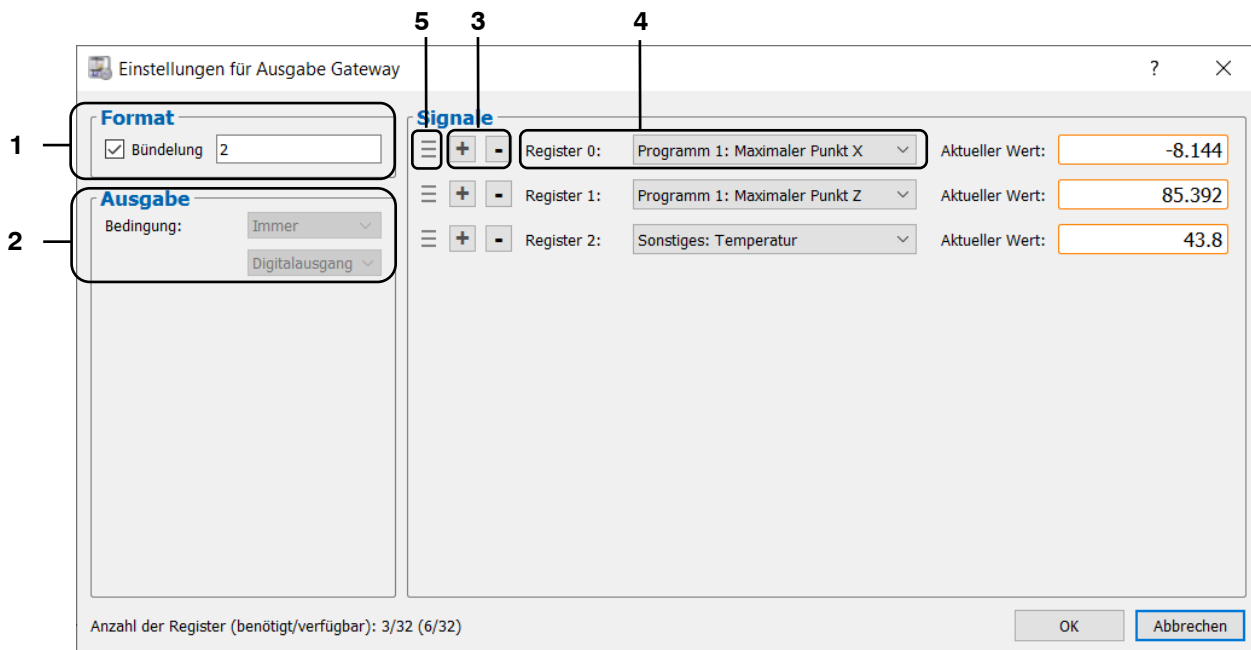 5 3 4
Einstellungen für Ausgabe Gateway ?
1
Format
Bündelung 2
2
Ausgabe
Bedingung: Immer
Digitalausgang
Signale
+ - Register 0: Programm 1: Maximaler Punkt X Aktueller Wert: -8.144
+ - Register 1: Programm 1: Maximaler Punkt Z Aktueller Wert: 85.392
+ - Register 2: Sonstiges: Temperatur Aktueller Wert: 43.8
Anzahl der Register (benötigt/verfügbar): 3/32 (6/32)
OK Abbrechen